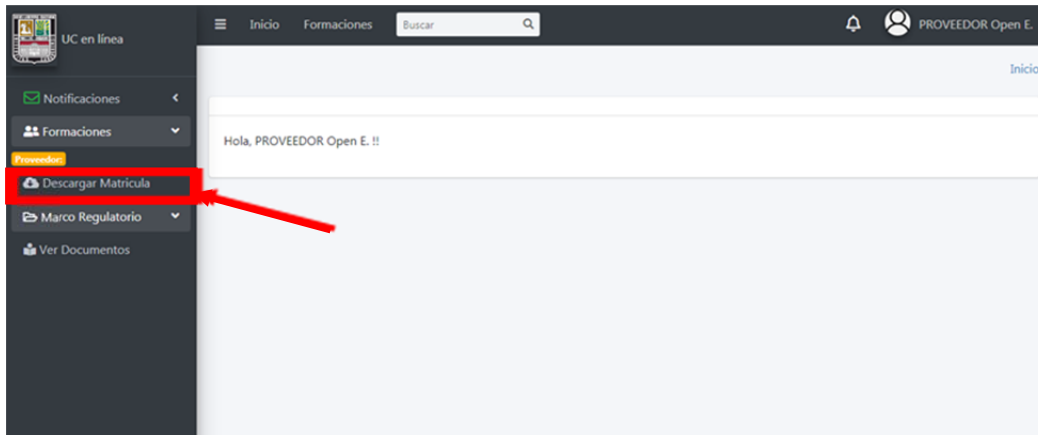 UC en línea
Inicio Formaciones Buscar PROVEEDOR Open E.
Inicio
Notificaciones
Formaciones
Hola, PROVEEDOR Open E. !!
Proveedor:
Descargar Matricula
Marco Regulatorio
Ver Documentos